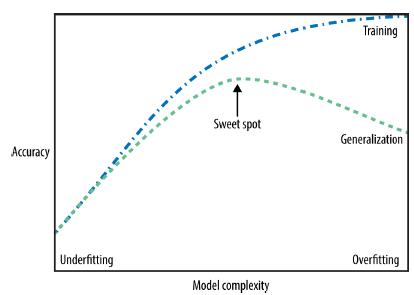 Training
Sweet spot
Generalization
Accuracy
Underfitting
Overfitting
Model complexity